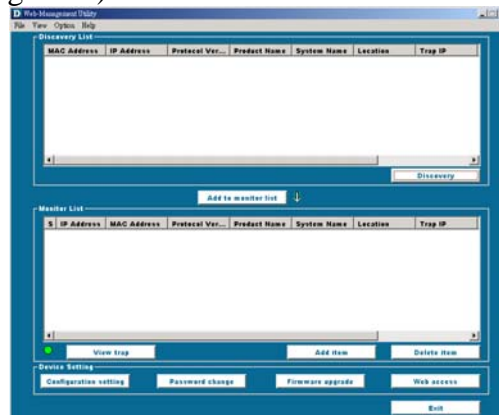 Web-Management Utility
File View Option Help
Discovery List
MAC Address IP Address Protocol Ver... Product Name System Name Location Trap IP
Discovery
Add to monitor list
Monitor List
S IP Address MAC Address Protocol Ver... Product Name System Name Location Trap IP
View trap Add item Delete item
Device Setting
Configuration setting Password change Firmware upgrade Web access
Exit